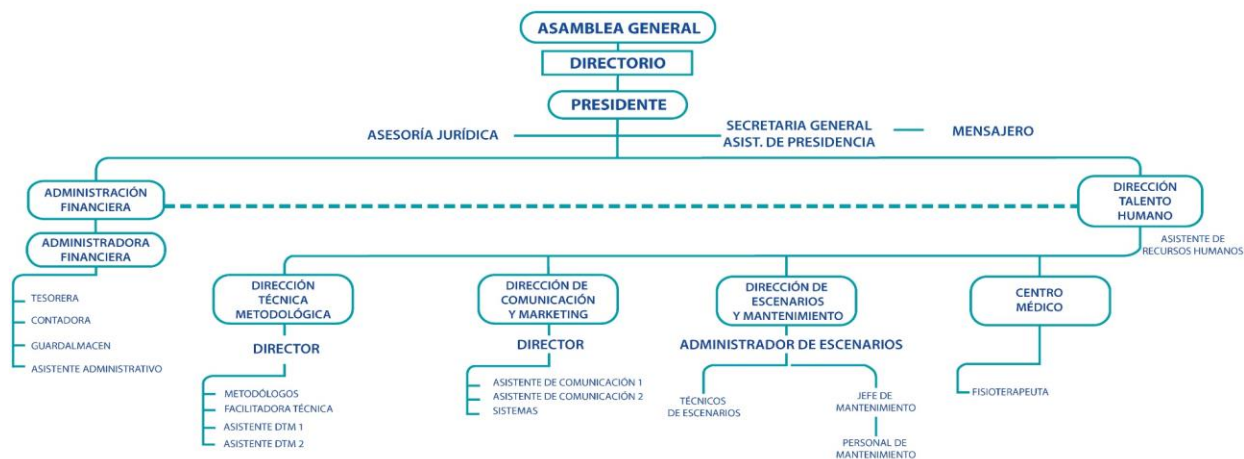 ASAMBLEA GENERAL
DIRECTORIO
PRESIDENTE
ASESORÍA JURÍDICA
SECRETARIA GENERAL
ASIST. DE PRESIDENCIA
MENSAJERO
ADMINISTRACIÓN
FINANCIERA
DIRECCIÓN
TALENTO
HUMANO
ADMINISTRADORA
FINANCIERA
ASISTENTE DE
RECURSOS HUMANOS
TESORERA
CONTADORA
GUARDALMACEN
ASISTENTE ADMINISTRATIVO
DIRECCIÓN
TÉCNICA
METODOLÓGICA
DIRECTOR
METODÓLOGOS
FACILITADORA TÉCNICA
ASISTENTE DTM 1
ASISTENTE DTM 2
DIRECCIÓN DE
COMUNICACIÓN
Y MARKETING
DIRECTOR
ASISTENTE DE COMUNICACIÓN 1
ASISTENTE DE COMUNICACIÓN 2
SISTEMAS
DIRECCIÓN DE
ESCENARIOS
Y MANTENIMIENTO
ADMINISTRADOR DE ESCENARIOS
TÉCNICOS
DE ESCENARIOS
JEFE DE
MANTENIMIENTO
PERSONAL DE
MANTENIMIENTO
CENTRO
MÉDICO
FISIOTERAPEUTA